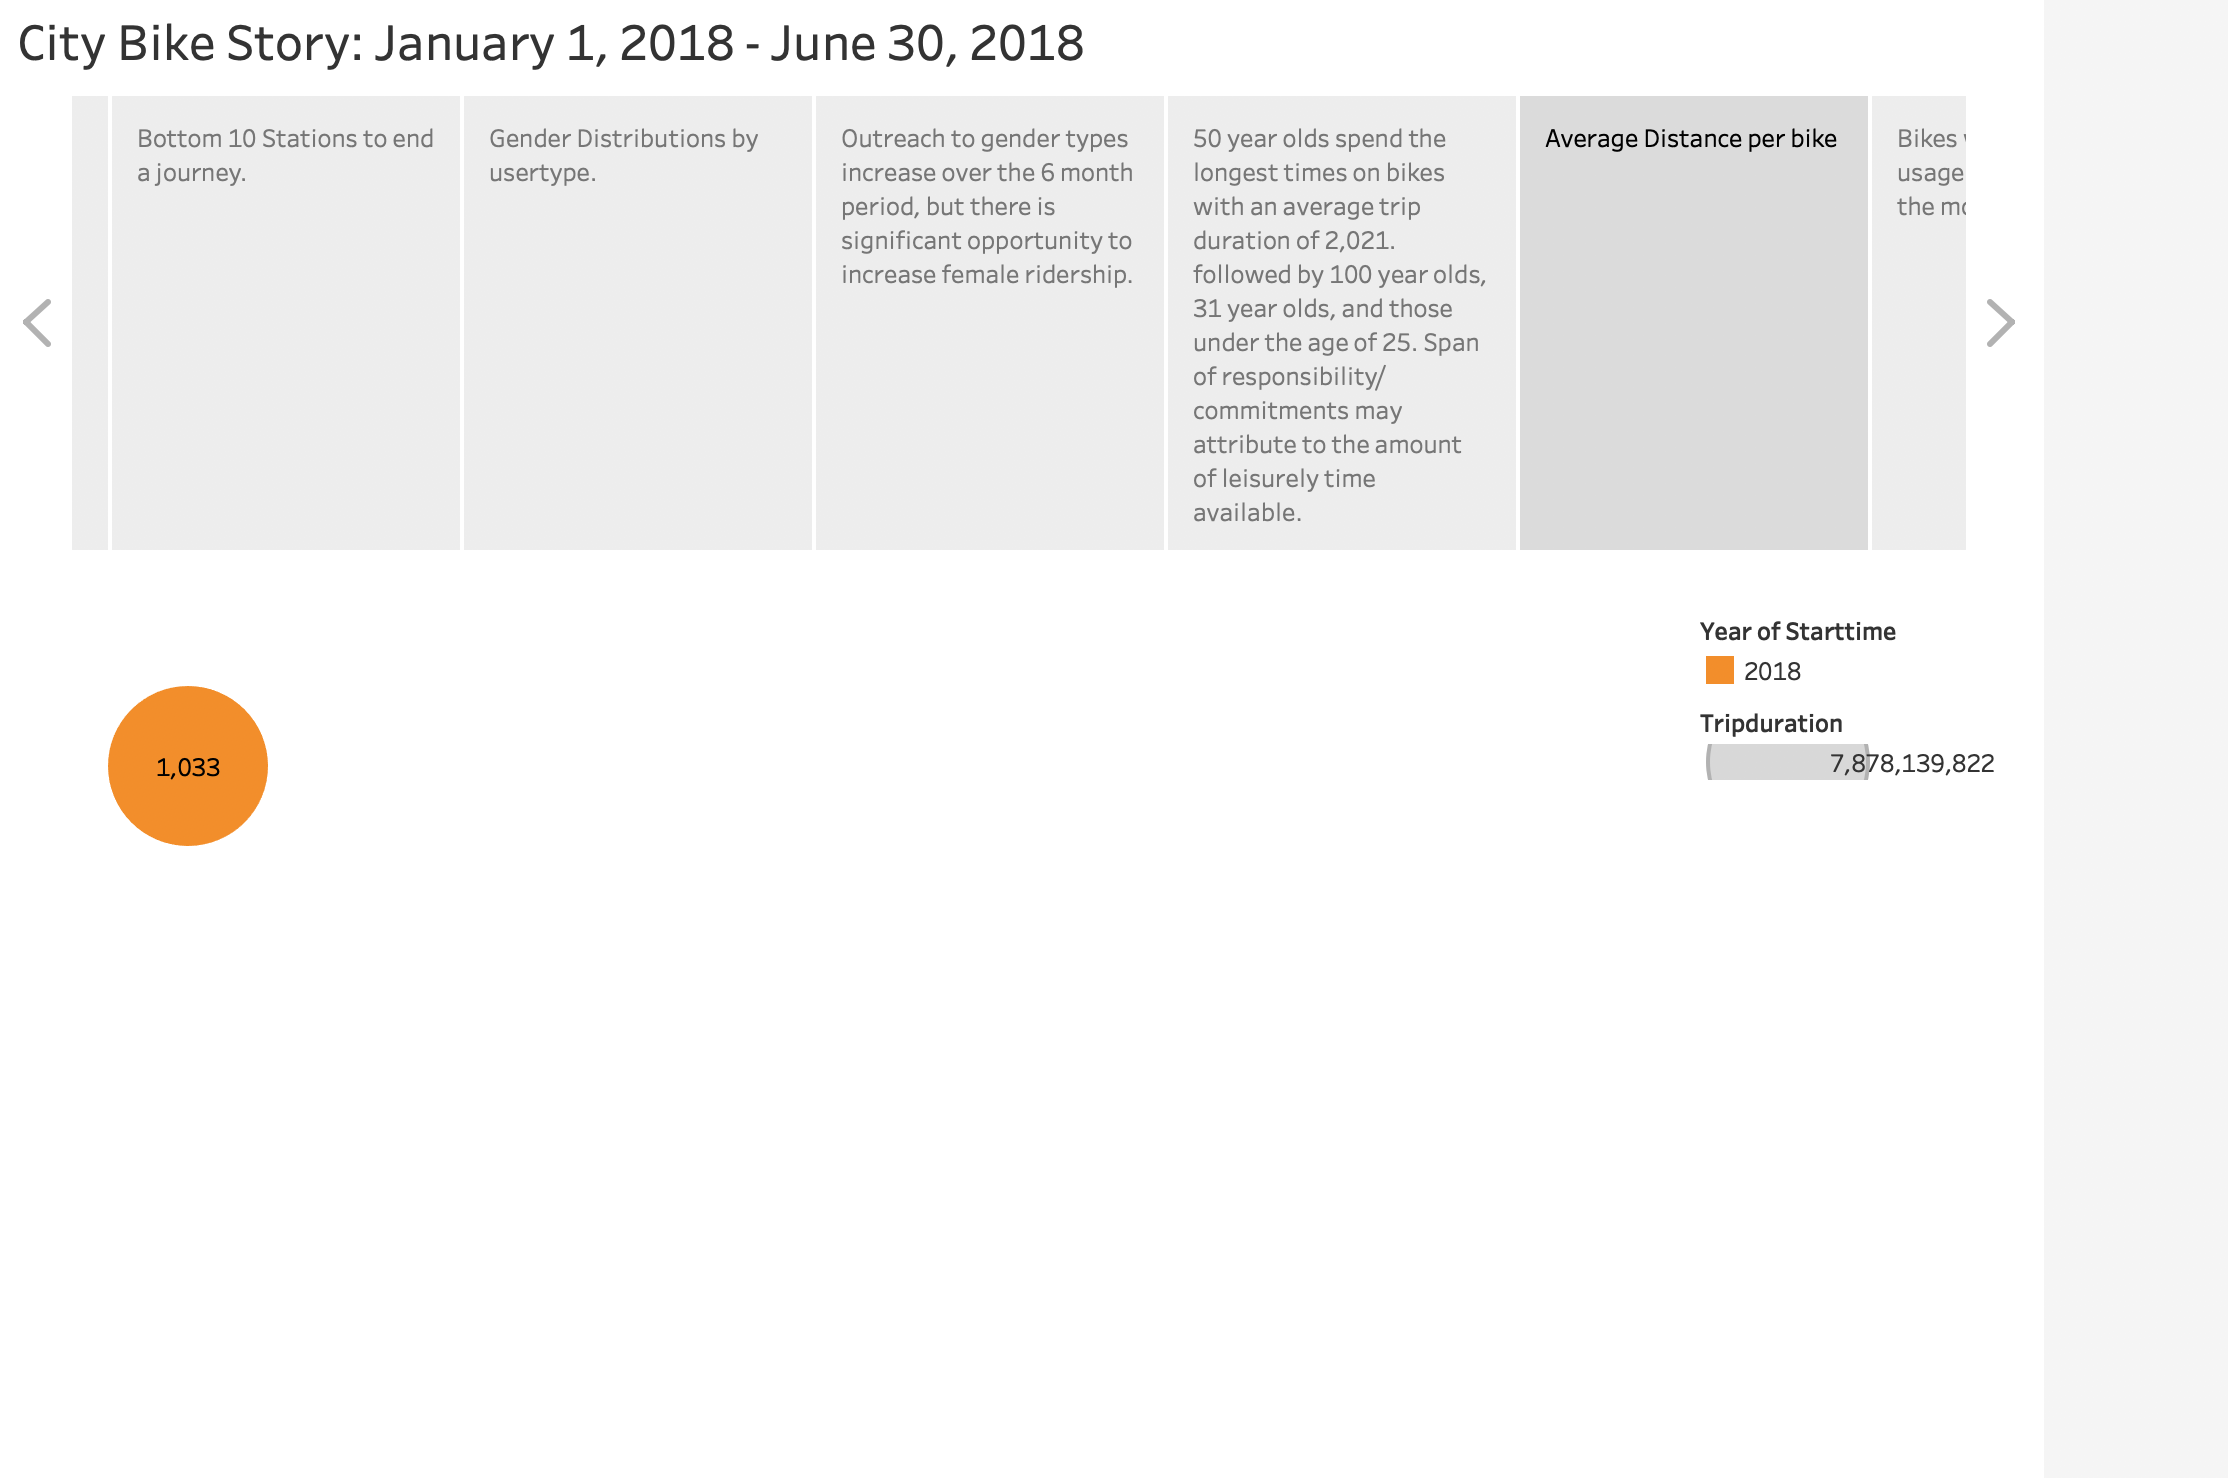 City Bike Story: January 1, 2018 - June 30, 2018
Bottom 10 Stations to end
a journey.
Gender Distributions by
usertype.
Outreach to gender types
increase over the 6 month
period, but there is
significant opportunity to
increase female ridership.
50 year olds spend the
longest times on bikes
with an average trip
duration of 2,021.
followed by 100 year olds,
31 year olds, and those
under the age of 25. Span
of responsibility/
commitments may
attribute to the amount
of leisurely time
available.
Average Distance per bike
Bikes
usage
the
Year of Starttime
2018
Tripduration
7,878,139,822
1,033